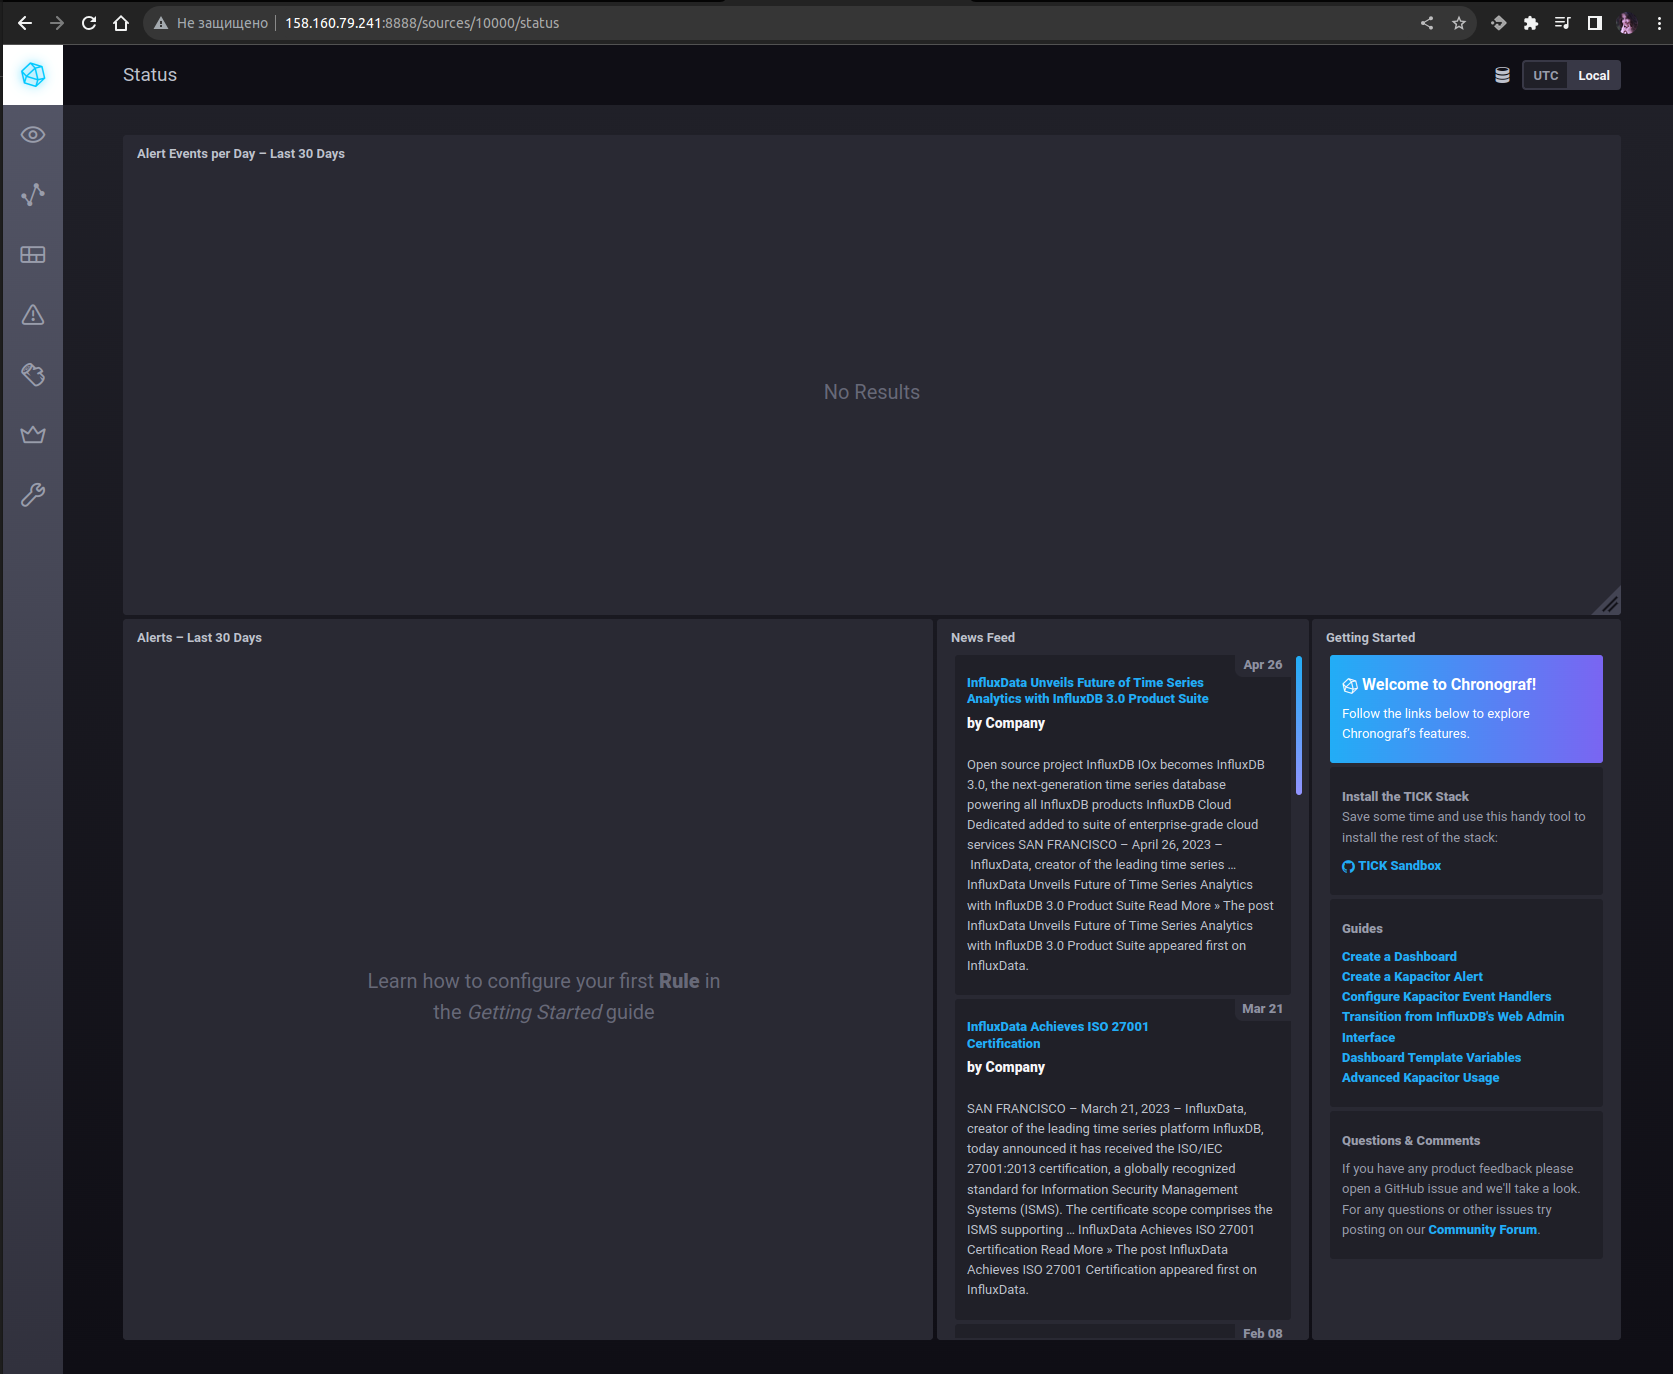 Не защищено
158.160.79.241:8888/sources/10000/status
Status
UTC
Local
Alert Events per Day – Last 30 Days
No Results
Alerts – Last 30 Days
Learn how to configure your first Rule in
the Getting Started guide
News Feed
Apr 26
InfluxData Unveils Future of Time Series
Analytics with InfluxDB 3.0 Product Suite
by Company
Open source project InfluxDB IOx becomes InfluxDB
3.0, the next-generation time series database
powering all InfluxDB products InfluxDB Cloud
Dedicated added to suite of enterprise-grade cloud
services SAN FRANCISCO – April 26, 2023 –
InfluxData, creator of the leading time series ...
InfluxData Unveils Future of Time Series Analytics
with InfluxDB 3.0 Product Suite Read More » The post
InfluxData Unveils Future of Time Series Analytics
with InfluxDB 3.0 Product Suite appeared first on
InfluxData.
Mar 21
InfluxData Achieves ISO 27001
Certification
by Company
SAN FRANCISCO – March 21, 2023 – InfluxData,
creator of the leading time series platform InfluxDB,
today announced it has received the ISO/IEC
27001:2013 certification, a globally recognized
standard for Information Security Management
Systems (ISMS). The certificate scope comprises the
ISMS supporting ... InfluxData Achieves ISO 27001
Certification Read More » The post InfluxData
Achieves ISO 27001 Certification appeared first on
InfluxData.
Feb 08
Getting Started
Welcome to Chronograf!
Follow the links below to explore
Chronograf's features.
Install the TICK Stack
Save some time and use this handy tool to
install the rest of the stack:
TICK Sandbox
Guides
Create a Dashboard
Create a Kapacitor Alert
Configure Kapacitor Event Handlers
Transition from InfluxDB's Web Admin
Interface
Dashboard Template Variables
Advanced Kapacitor Usage
Questions & Comments
If you have any product feedback please
open a GitHub issue and we'll take a look.
For any questions or other issues try
posting on our Community Forum.